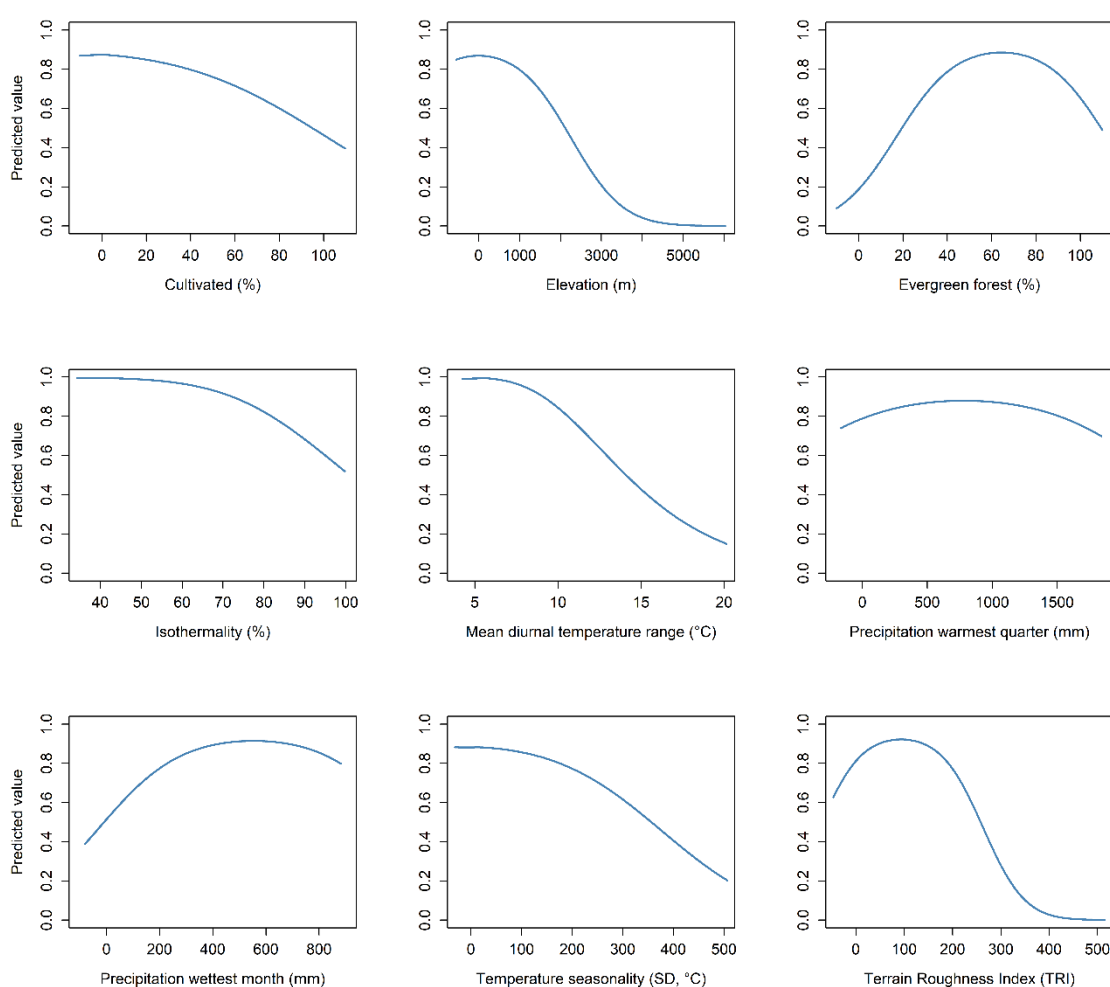 Predicted value
0.0 0.2 0.4 0.6 0.8 1.0
0 20 40 60 80 100
Cultivated (%)
0.0 0.2 0.4 0.6 0.8 1.0
0 1000 3000 5000
Elevation (m)
0.0 0.2 0.4 0.6 0.8 1.0
0 20 40 60 80 100
Evergreen forest (%)
Predicted value
0.0 0.2 0.4 0.6 0.8 1.0
40 50 60 70 80 90 100
Isothermality (%)
0.0 0.2 0.4 0.6 0.8 1.0
5 10 15 20
Mean diurnal temperature range (°C)
0.0 0.2 0.4 0.6 0.8 1.0
0 500 1000 1500
Precipitation warmest quarter (mm)
Predicted value
0.0 0.2 0.4 0.6 0.8 1.0
0 200 400 600 800
Precipitation wettest month (mm)
0.0 0.2 0.4 0.6 0.8 1.0
0 100 200 300 400 500
Temperature seasonality (SD, °C)
0.0 0.2 0.4 0.6 0.8 1.0
0 100 200 300 400 500
Terrain Roughness Index (TRI)